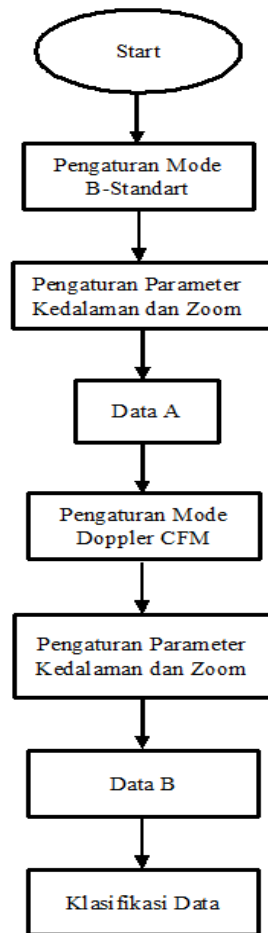 Start
Pengaturan Mode
B-Standart
Pengaturan Parameter
Kedalaman dan Zoom
Data A
Pengaturan Mode
Doppler CFM
Pengaturan Parameter
Kedalaman dan Zoom
Data B
Klasifikasi Data